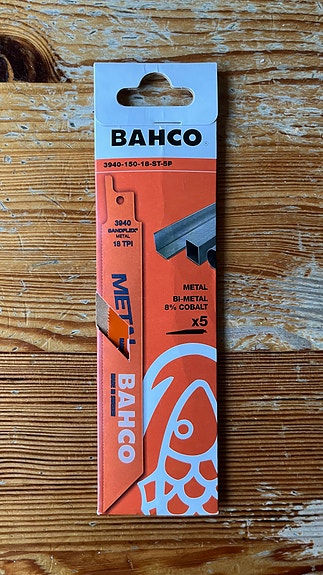 BAHCO
3940-150-18-ST-5P
3940
SANDFLEX®
METAL
18 TPI
METAL
BI-METAL
8% COBALT
x5
METAL
BAHCO